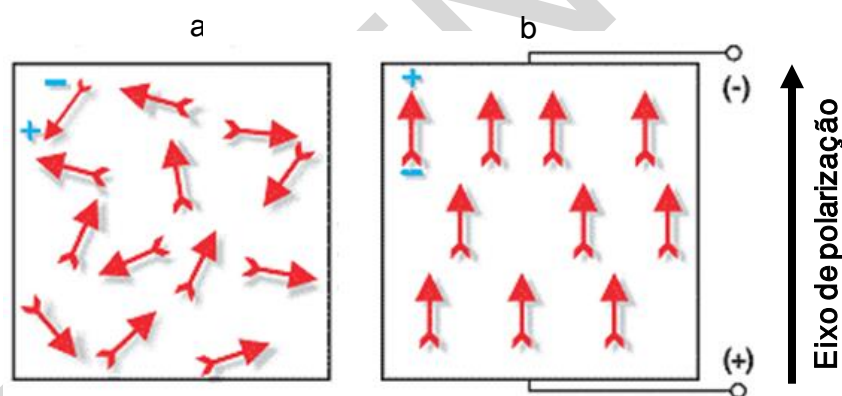 a
b
−
+
+
−
(-)
(+)
Eixo de polarização